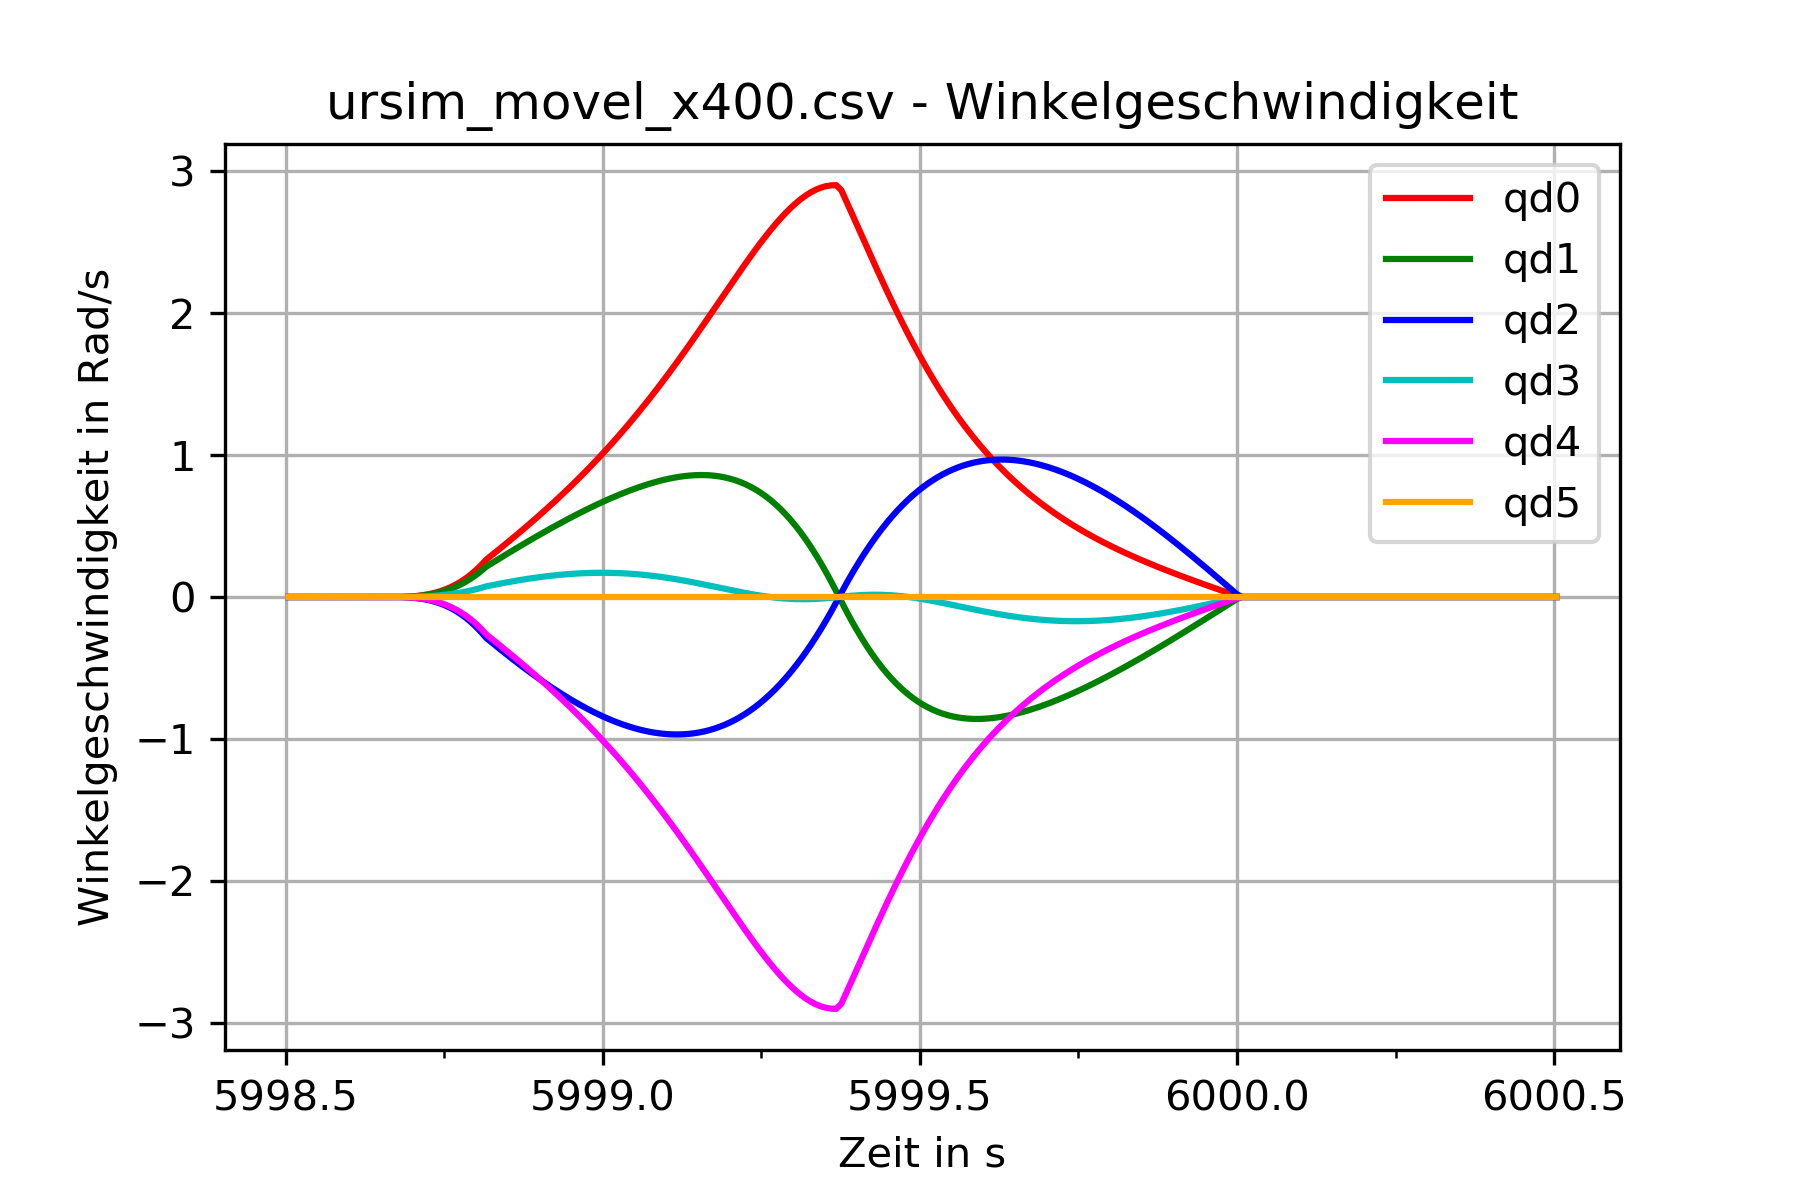 ursim_movel_x400.csv - Winkelgeschwindigkeit
Winkelgeschwindigkeit in Rad/s
3
2
1
0
−1
−2
−3
qd0
qd1
qd2
qd3
qd4
qd5
5998.5 5999.0 5999.5 6000.0 6000.5
Zeit in s